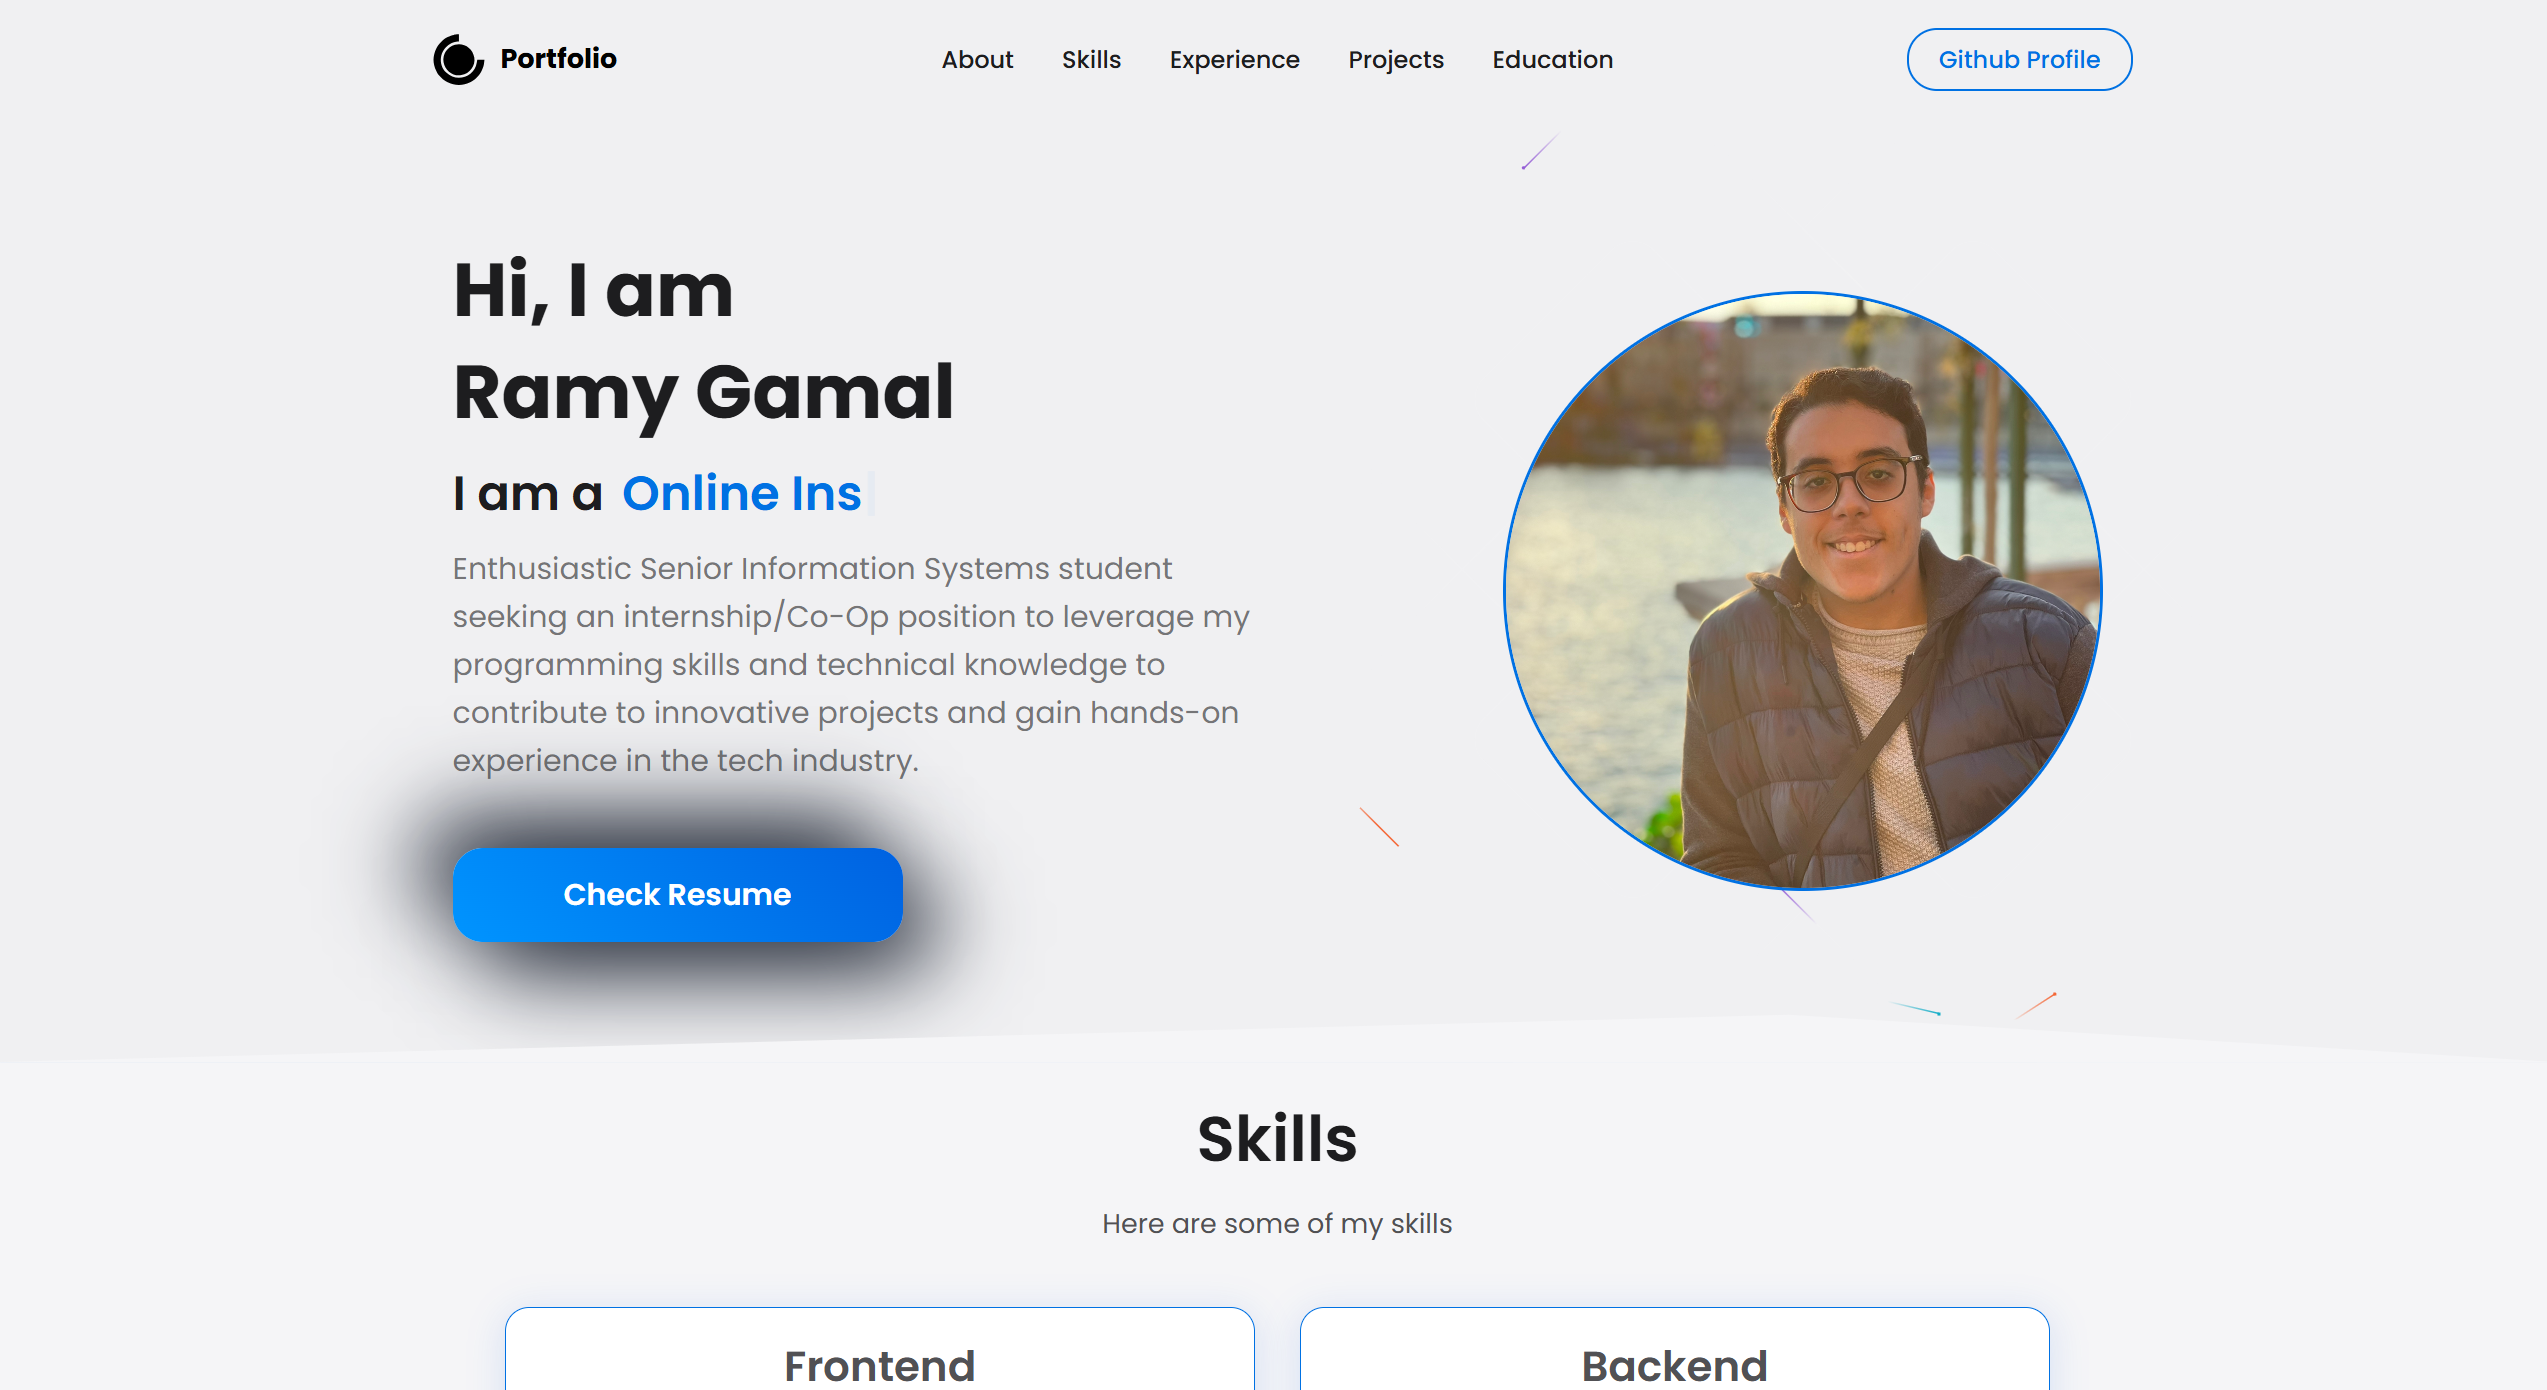 Portfolio
About Skills Experience Projects Education
Github Profile
Hi, I am
Ramy Gamal
I am a Online Ins
Enthusiastic Senior Information Systems student
seeking an internship/Co-Op position to leverage my
programming skills and technical knowledge to
contribute to innovative projects and gain hands-on
experience in the tech industry.
Check Resume
Skills
Here are some of my skills
Frontend
Backend